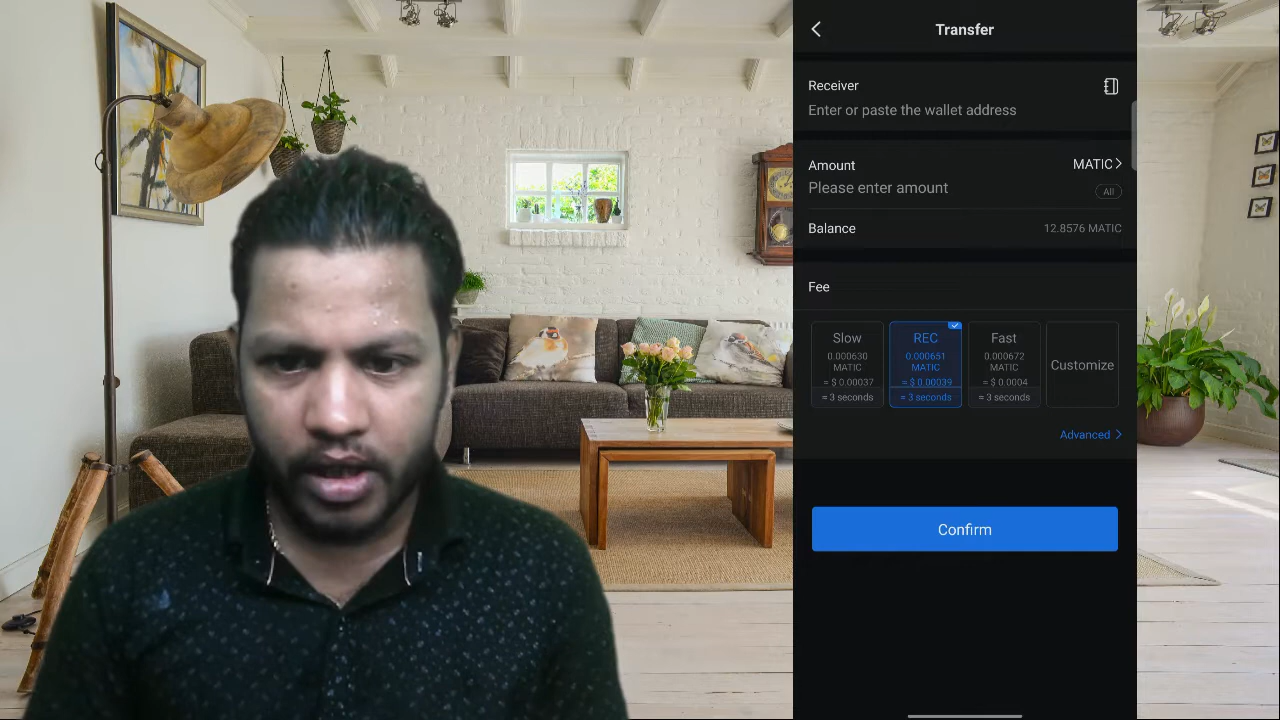 Transfer
Receiver
Enter or paste the wallet address
Amount
MATIC
Please enter amount
All
Balance
12.8576 MATIC
Fee
Slow
0.000630
MATIC
≈ $ 0.00037
≈ 3 seconds
REC
0.000651
MATIC
≈ $ 0.00039
≈ 3 seconds
Fast
0.000672
MATIC
≈ $ 0.0004
≈ 3 seconds
Customize
Advanced
Confirm